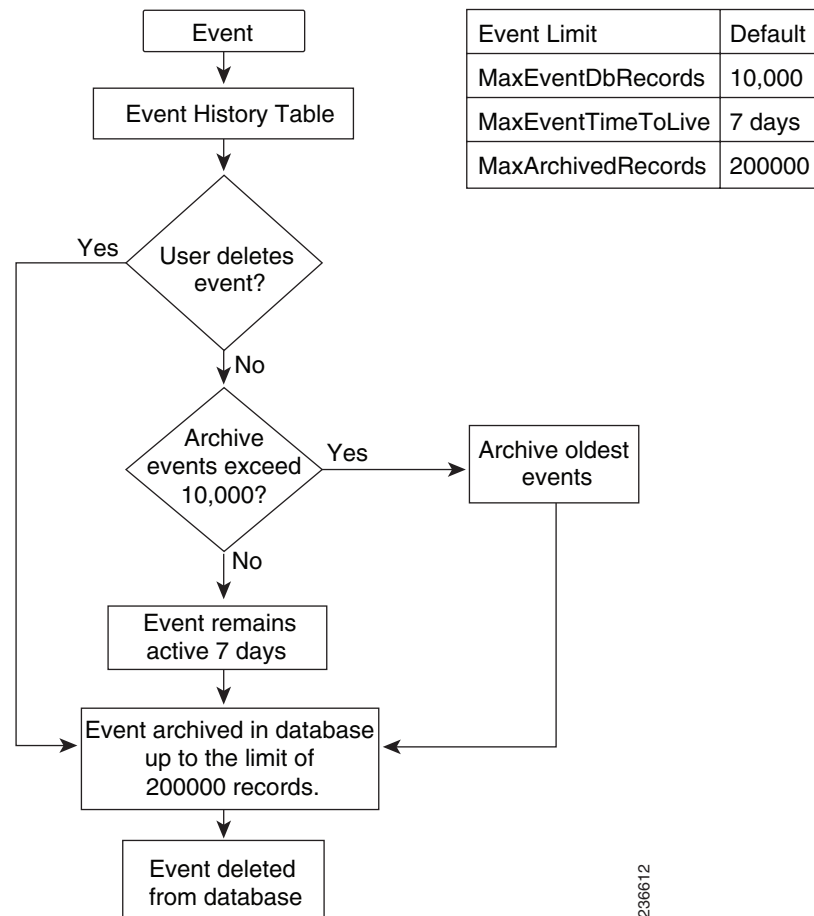 Event
Event History Table
User deletes
event?
Yes
No
Archive
events exceed
10,000?
Yes
Archive oldest
events
No
Event remains
active 7 days
Event archived in database
up to the limit of
200000 records.
Event deleted
from database
Event Limit Default
MaxEventDbRecords 10,000
MaxEventTimeToLive 7 days
MaxArchivedRecords 200000
236612